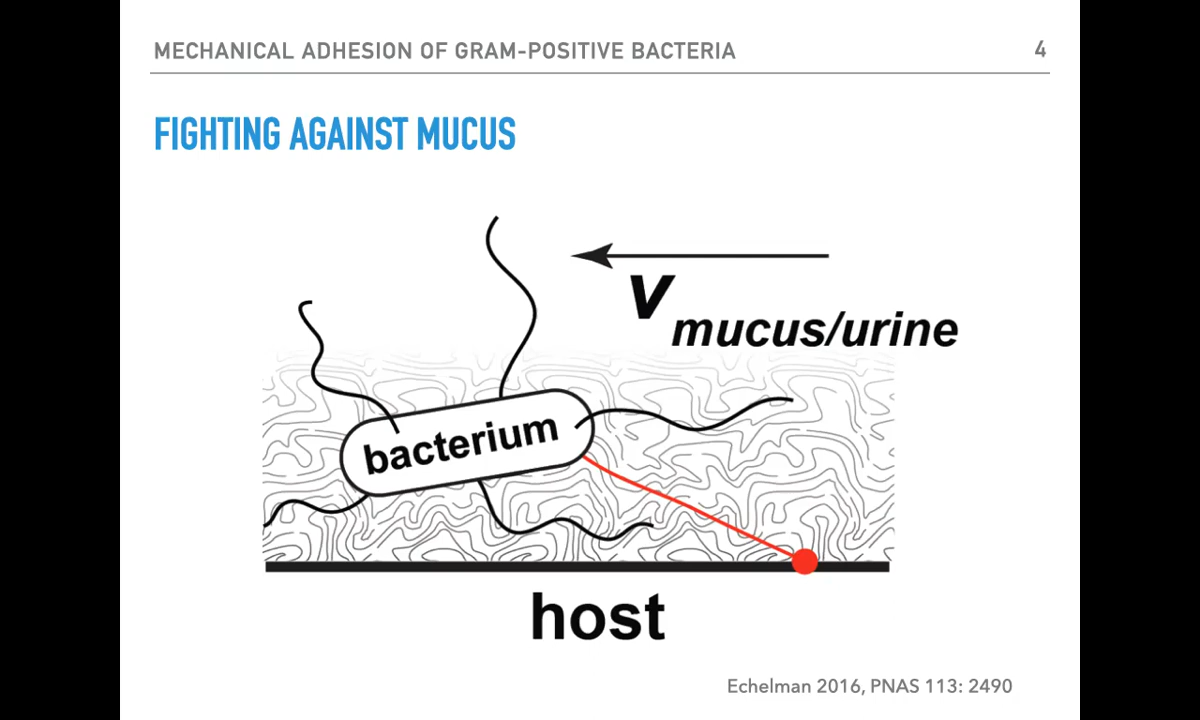 MECHANICAL ADHESION OF GRAM-POSITIVE BACTERIA 4
FIGHTING AGAINST MUCUS
v mucus/urine
bacterium
host
Echelman 2016, PNAS 113: 2490